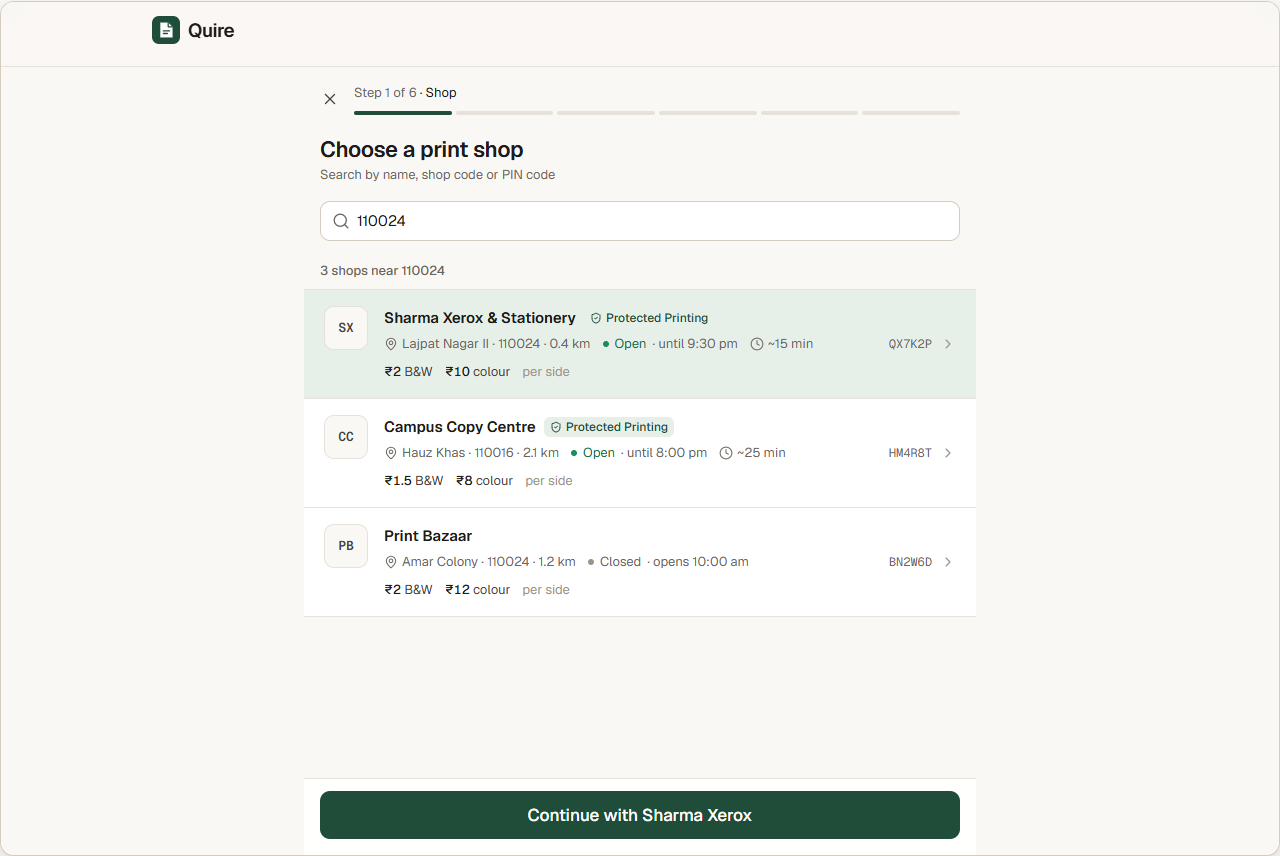 Quire
Step 1 of 6 · Shop
Choose a print shop
Search by name, shop code or PIN code
110024
3 shops near 110024
SX
Sharma Xerox & Stationery Protected Printing
Lajpat Nagar II · 110024 · 0.4 km Open · until 9:30 pm ~15 min QX7K2P
₹2 B&W ₹10 colour per side
CC
Campus Copy Centre Protected Printing
Hauz Khas · 110016 · 2.1 km Open · until 8:00 pm ~25 min HM4R8T
₹1.5 B&W ₹8 colour per side
PB
Print Bazaar
Amar Colony · 110024 · 1.2 km Closed · opens 10:00 am BN2W6D
₹2 B&W ₹12 colour per side
Continue with Sharma Xerox